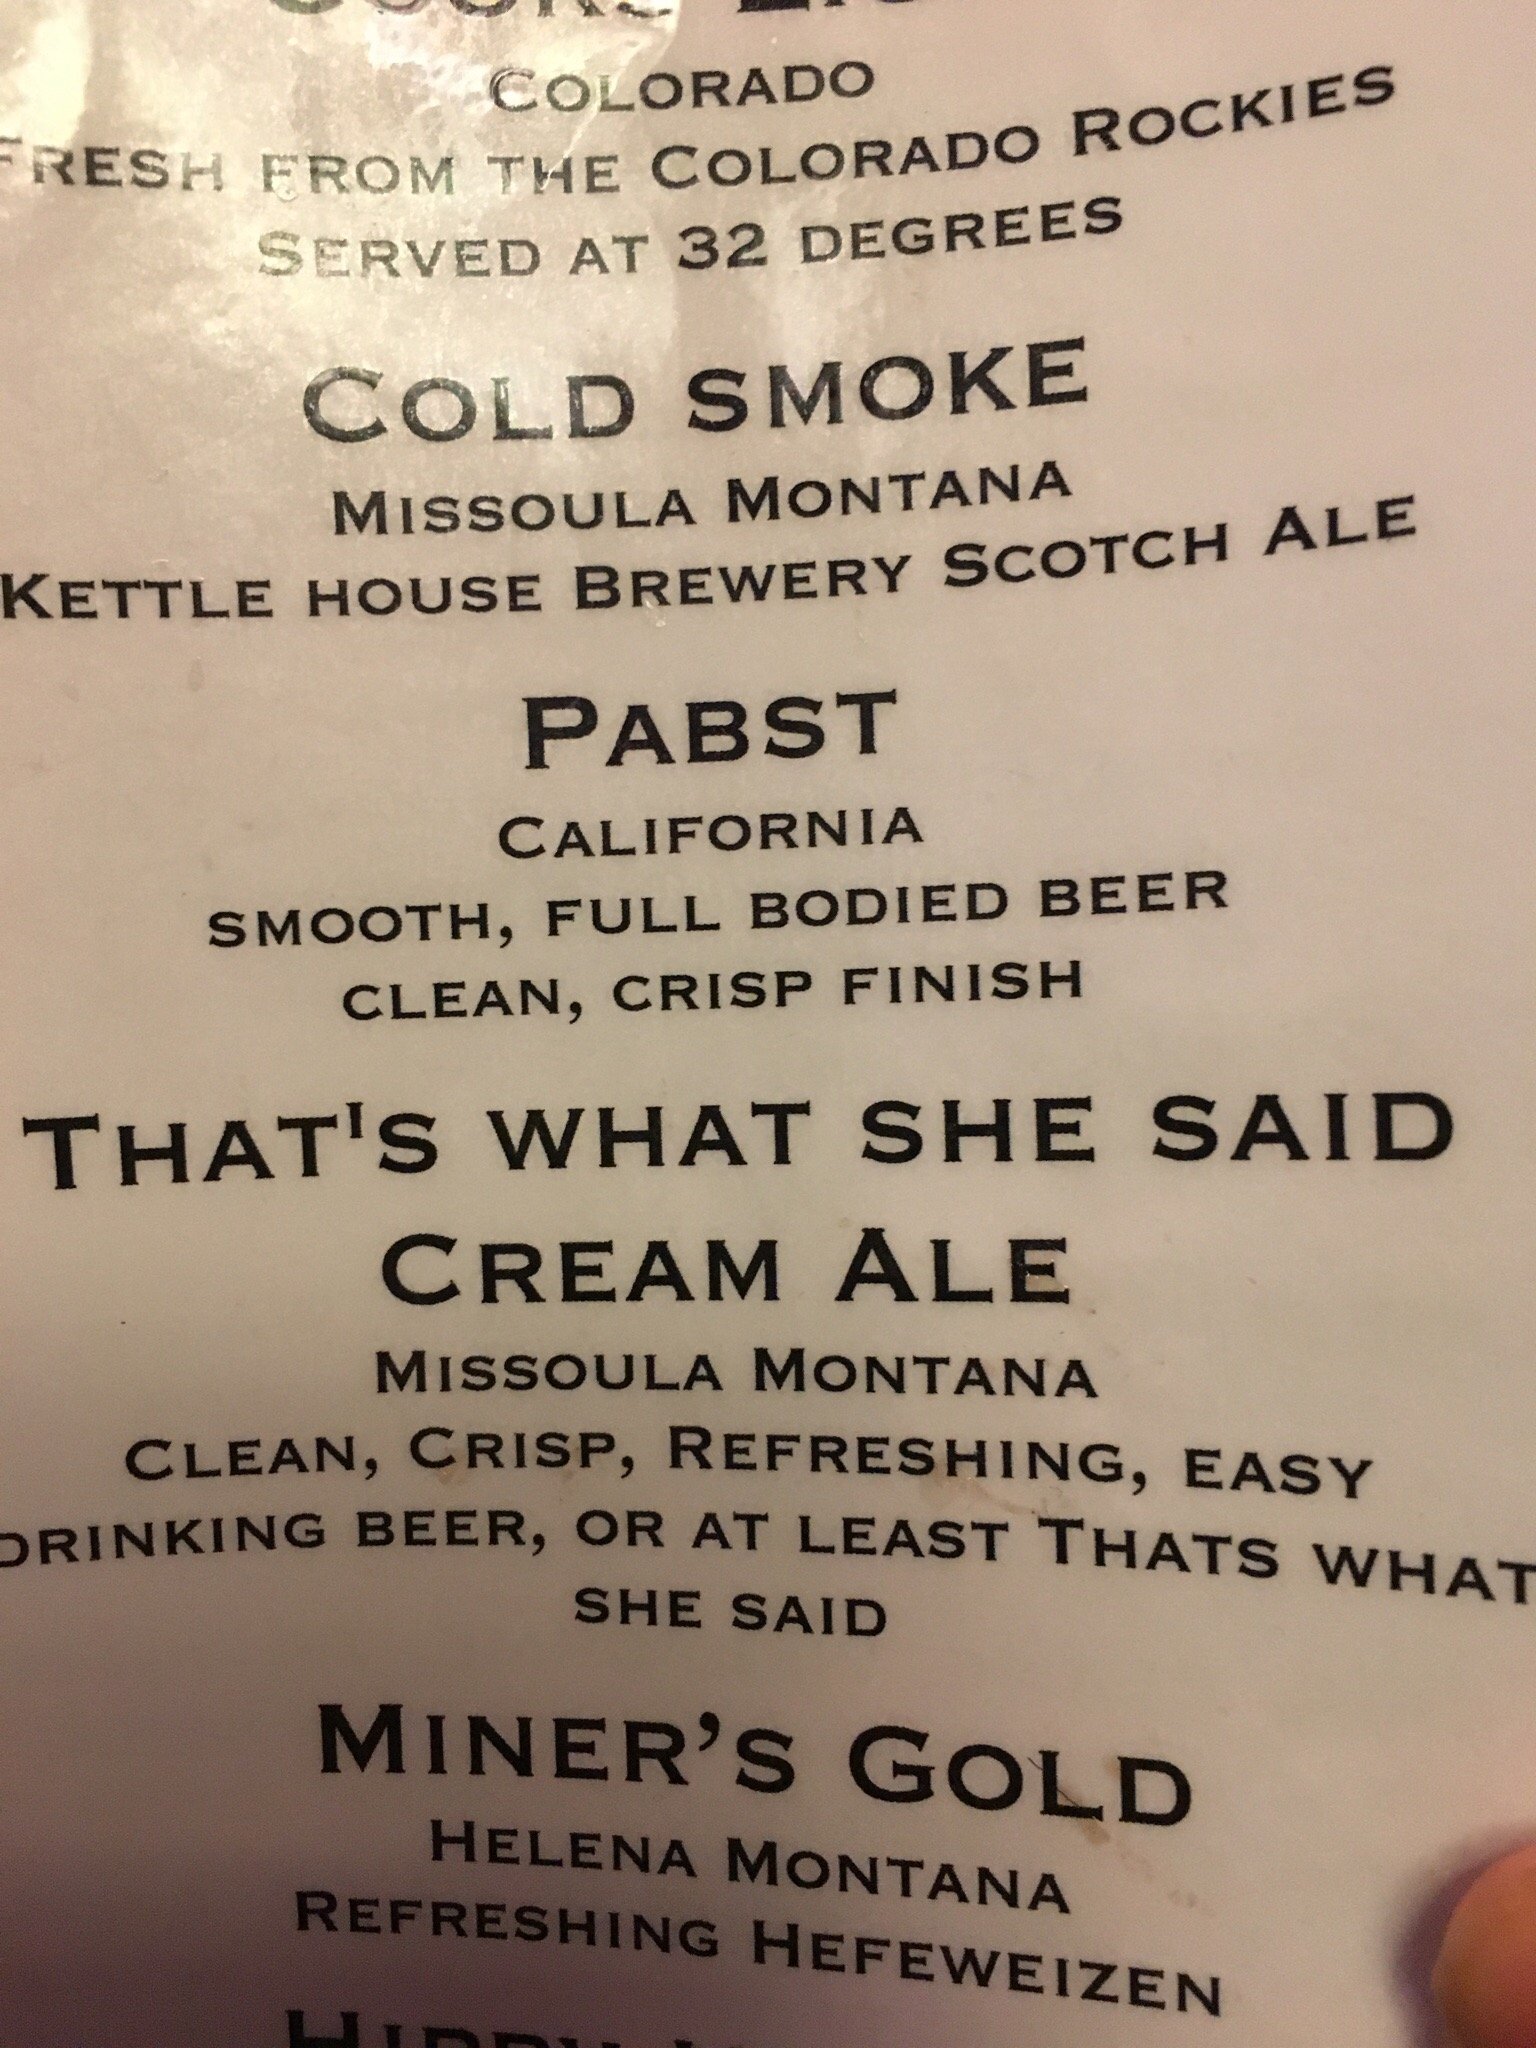 COLORADO
FRESH FROM THE COLORADO ROCKIES
SERVED AT 32 DEGREES
COLD SMOKE
MISSOULA MONTANA
KETTLE HOUSE BREWERY SCOTCH ALE
PABST
CALIFORNIA
SMOOTH, FULL BODIED BEER
CLEAN, CRISP FINISH
THAT'S WHAT SHE SAID
CREAM ALE
MISSOULA MONTANA
CLEAN, CRISP, REFRESHING, EASY
DRINKING BEER, OR AT LEAST THATS WHAT
SHE SAID
MINER'S GOLD
HELENA MONTANA
REFRESHING HEFEWEIZEN